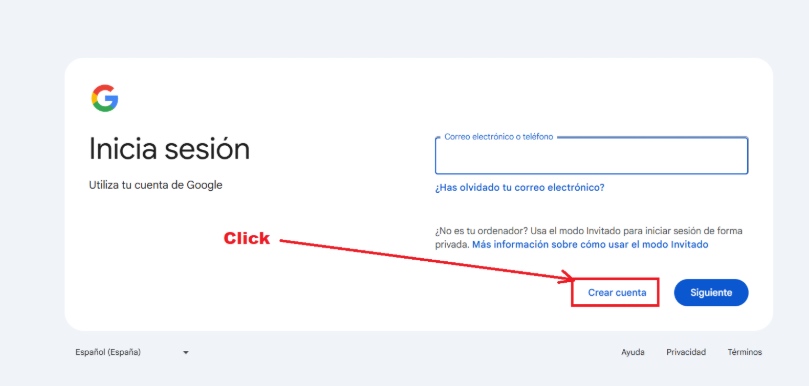 Inicia sesión
Utiliza tu cuenta de Google
Correo electrónico o teléfono
¿Has olvidado tu correo electrónico?
¿No es tu ordenador? Usa el modo Invitado para iniciar sesión de forma
privada. Más información sobre cómo usar el modo Invitado
Click
Crear cuenta
Siguiente
Español (España)
Ayuda
Privacidad
Términos